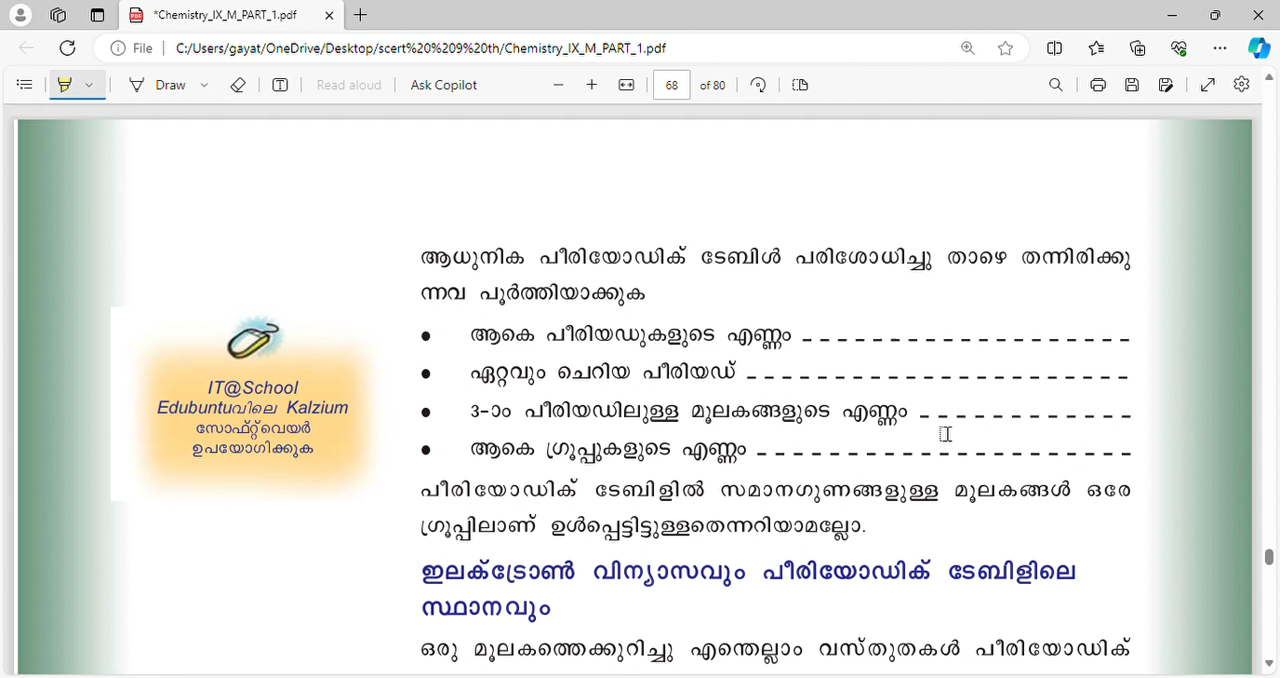 *Chemistry_IX_M_PART_1.pdf
File C:/Users/gayat/OneDrive/Desktop/scert%20%209%20th/Chemistry_IX_M_PART_1.pdf
Draw Read aloud Ask Copilot 68 of 80
ആധുനിക പീരിയോഡിക് ടേബിൾ പരിശോധിച്ചു താഴെ തന്നിരിക്കു
ന്നവ പൂർത്തിയാക്കുക
• ആകെ പീരിയഡുകളുടെ എണ്ണം
• ഏറ്റവും ചെറിയ പീരിയഡ്
• 3-ാം പീരിയഡിലുള്ള മൂലകങ്ങളുടെ എണ്ണം
• ആകെ ഗ്രൂപ്പുകളുടെ എണ്ണം
IT@School
Edubuntuവിലെ Kalzium
സോഫ്റ്റ്‌വെയർ
ഉപയോഗിക്കുക
പീരിയോഡിക് ടേബിളിൽ സമാനഗുണങ്ങളുള്ള മൂലകങ്ങൾ ഒരേ
ഗ്രൂപ്പിലാണ് ഉൾപ്പെട്ടിട്ടുള്ളതെന്നറിയാമല്ലോ.
ഇലക്ട്രോൺ വിന്യാസവും പീരിയോഡിക് ടേബിളിലെ
സ്ഥാനവും
ഒരു മൂലകത്തെക്കുറിച്ചു എന്തെല്ലാം വസ്തുതകൾ പീരിയോഡിക്